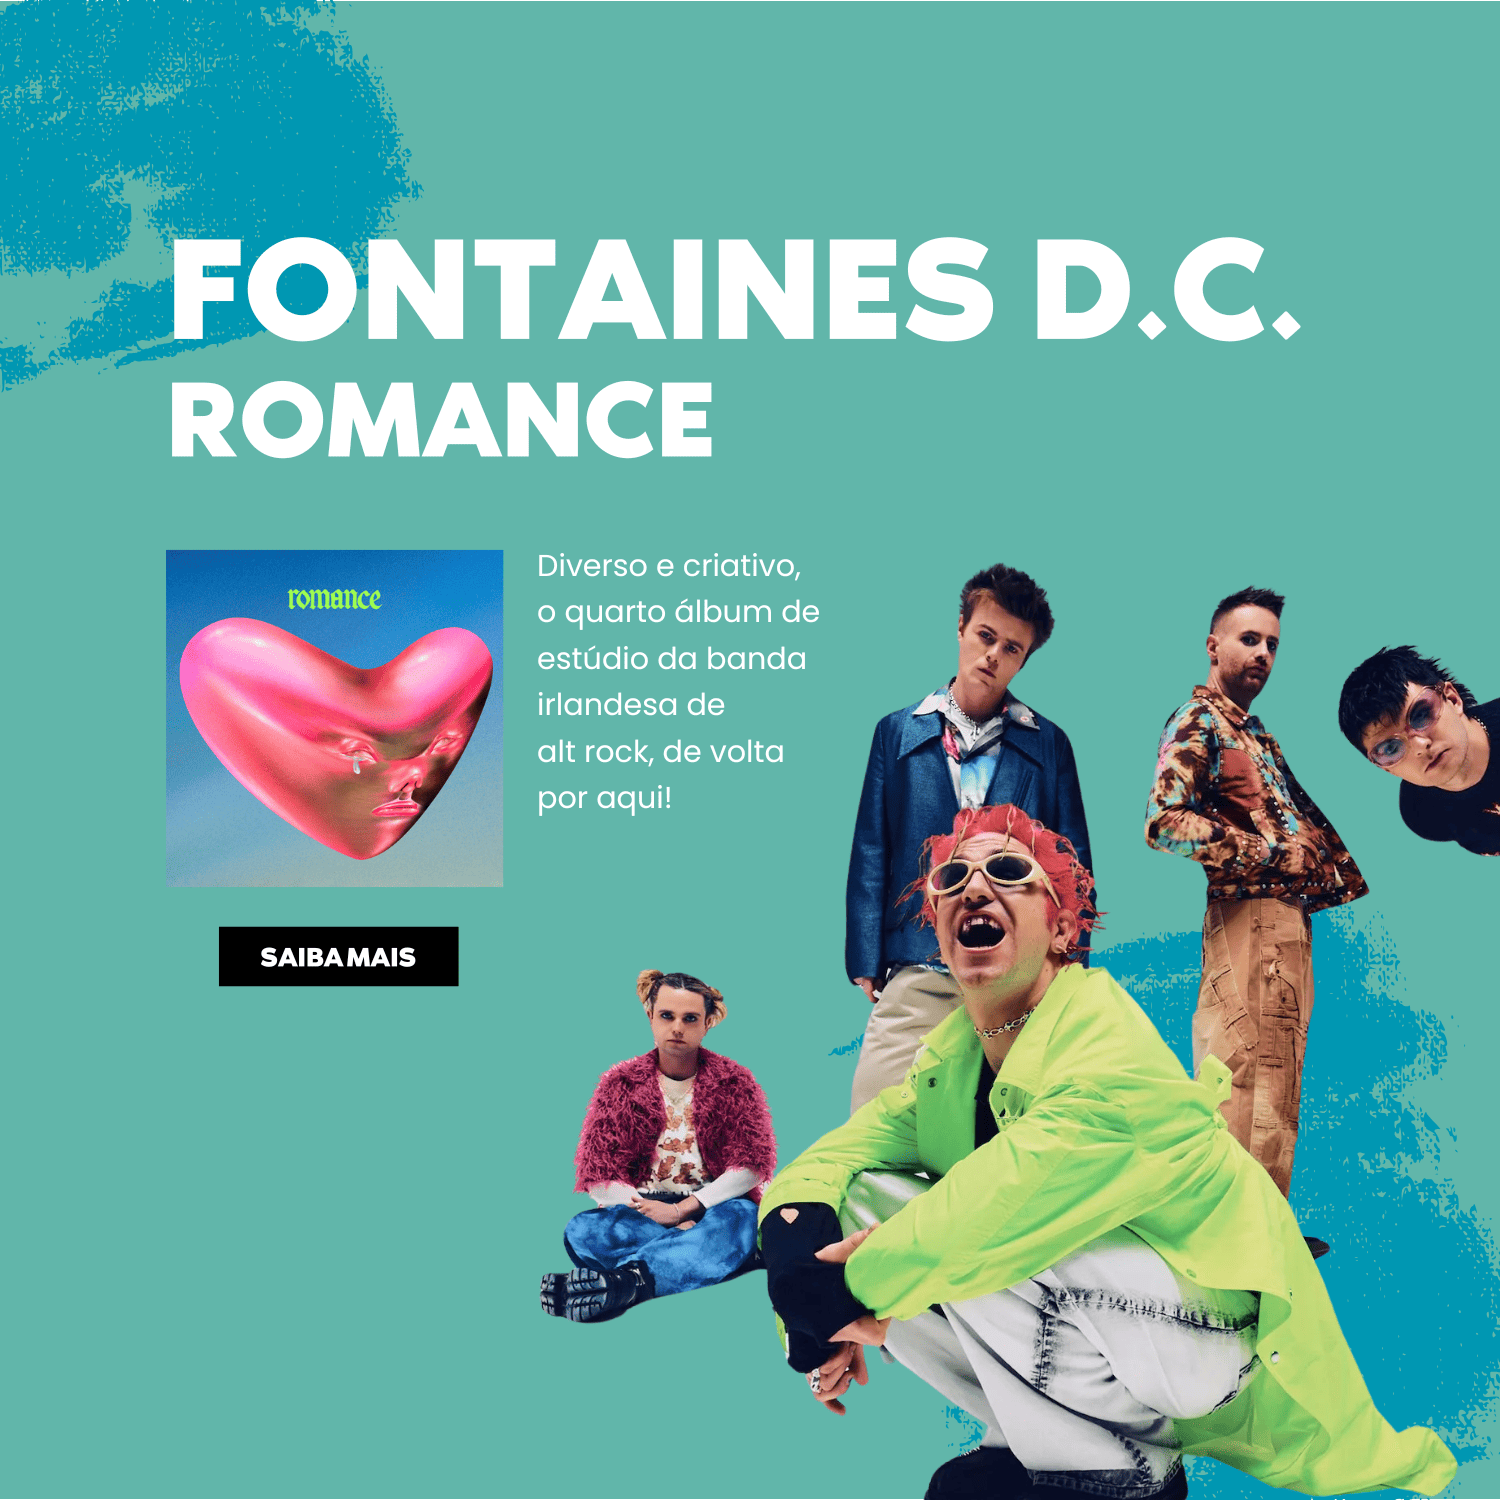 FONTAINES D.C.
ROMANCE
romance
Diverso e criativo,
o quarto álbum de
estúdio da banda
irlandesa de
alt rock, de volta
por aqui!
SAIBA MAIS